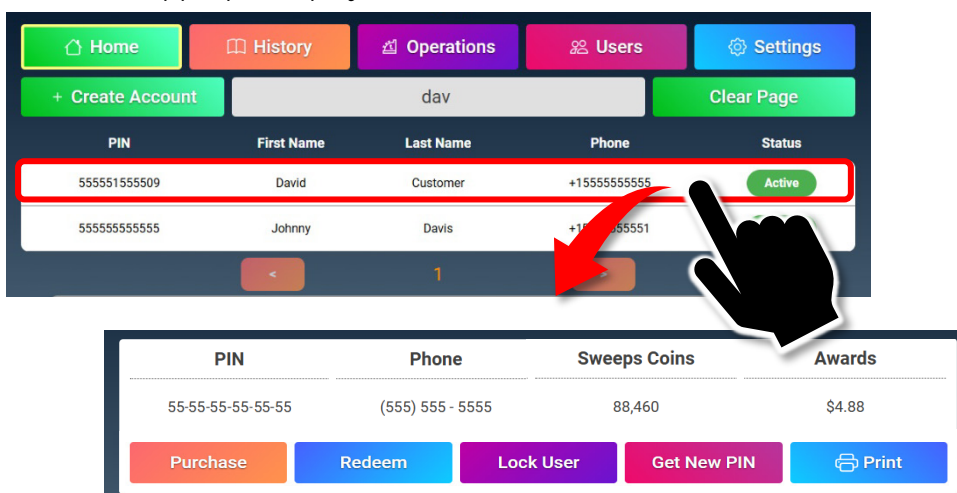 Home History Operations Users Settings
+ Create Account dav Clear Page
PIN First Name Last Name Phone Status
555551555509 David Customer +15555555555 Active
555555555555 Johnny Davis
< 1
PIN Phone Sweeps Coins Awards
55-55-55-55-55-55 (555) 555 - 5555 88,460 $4.88
Purchase Redeem Lock User Get New PIN Print